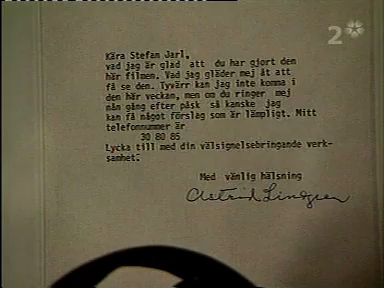 2
Kära Stefan Jarl,
vad jag är glad att du har gjort den
här filmen. Vad jag gläder mej åt att
få se den. Tyvärr kan jag inte komma i
den här veckan, men om du ringer mej
nån gång efter påsk så kanske jag
kan få något förslag som är lämpligt. Mitt
telefonnummer är
30 80 85
Lycka till med din välsignelsebringande verk-
samhet.
Med vänlig hälsning
Astrid Lindgren